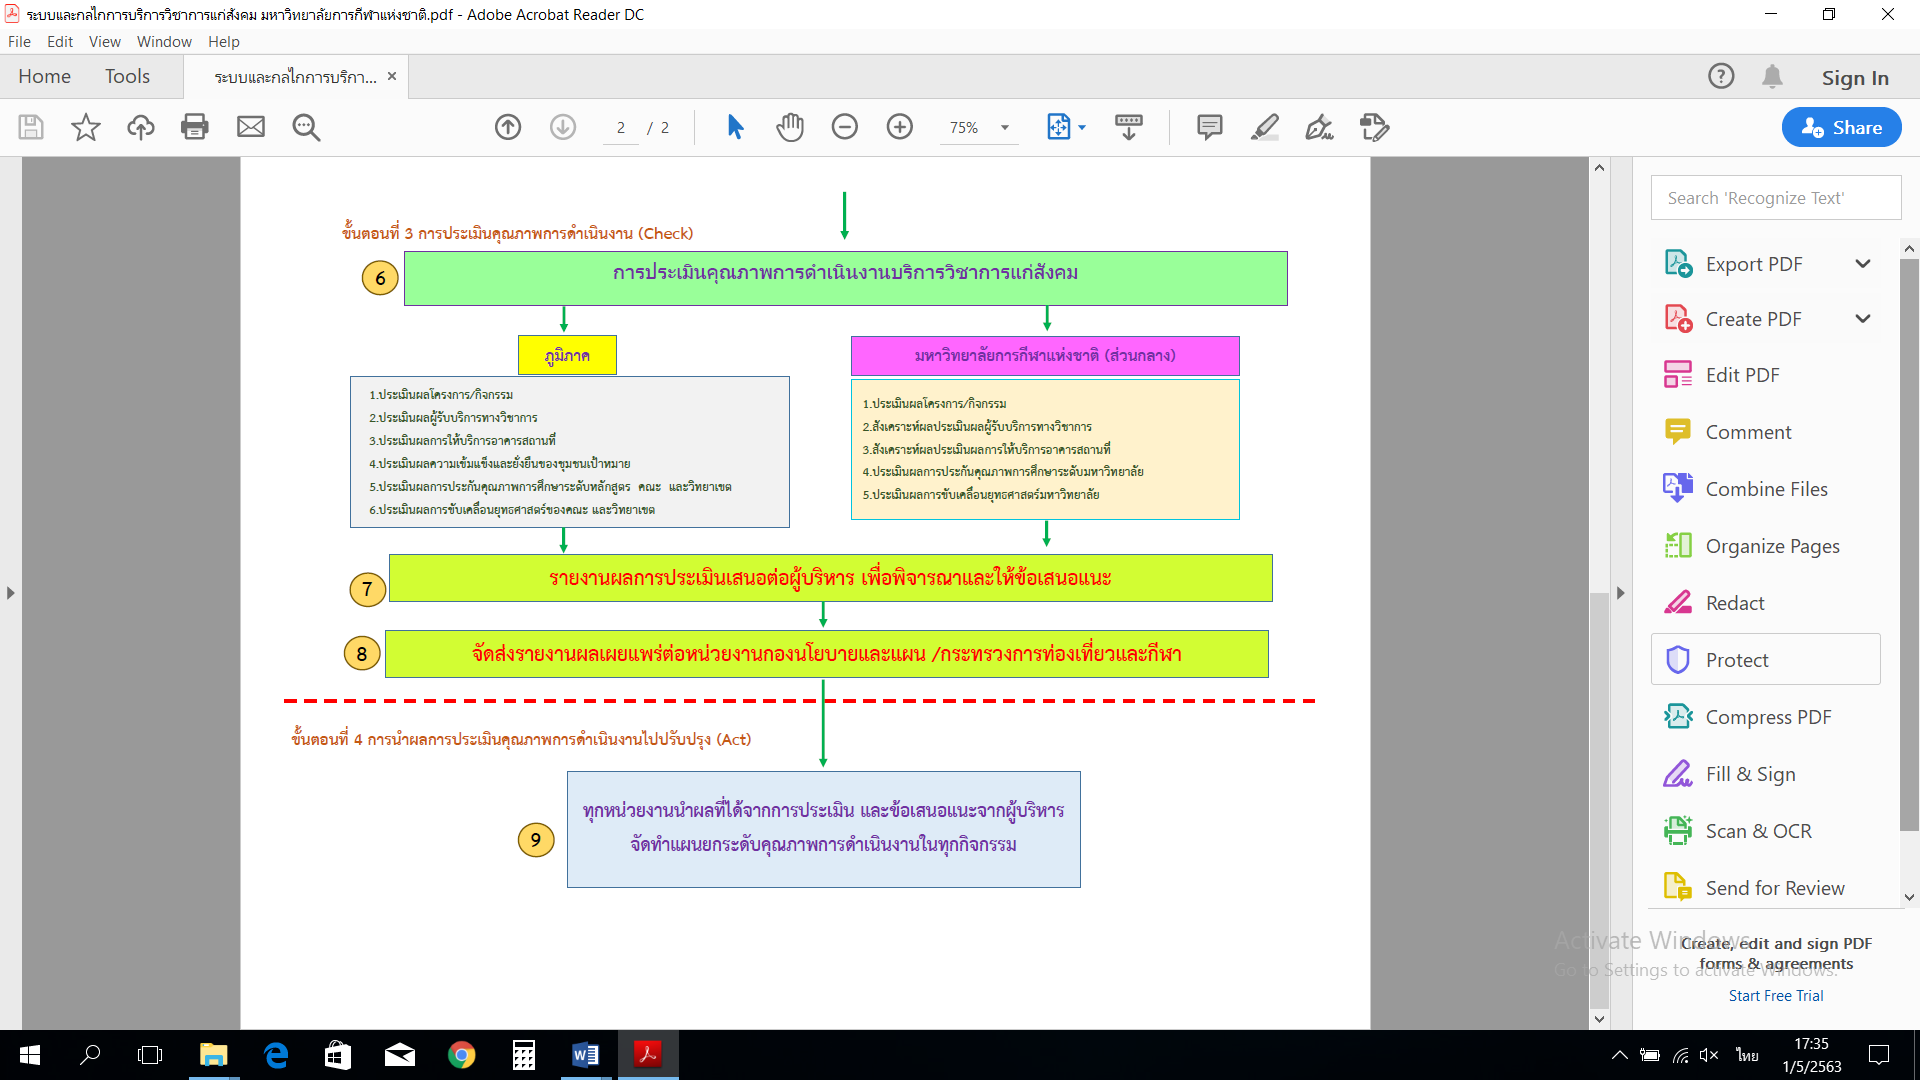 ระบบและกลไกการบริการวิชาการแก่สังคม มหาวิทยาลัยการกีฬาแห่งชาติ.pdf - Adobe Acrobat Reader DC
File Edit View Window Help
Home Tools ระบบและกลไกการบริกา... × Sign In
2 / 2 75% Share
ขั้นตอนที่ 3 การประเมินคุณภาพการดำเนินงาน (Check)
6 การประเมินคุณภาพการดำเนินงานบริการวิชาการแก่สังคม
ภูมิภาค
1.ประเมินผลโครงการ/กิจกรรม
2.ประเมินผลผู้รับบริการทางวิชาการ
3.ประเมินผลการให้บริการอาคารสถานที่
4.ประเมินผลความเข้มแข็งและยั่งยืนของชุมชนเป้าหมาย
5.ประเมินผลการประกันคุณภาพการศึกษาระดับหลักสูตร คณะ และวิทยาเขต
6.ประเมินผลการขับเคลื่อนยุทธศาสตร์ของคณะ และวิทยาเขต
มหาวิทยาลัยการกีฬาแห่งชาติ (ส่วนกลาง)
1.ประเมินผลโครงการ/กิจกรรม
2.สังเคราะห์ผลประเมินผลผู้รับบริการทางวิชาการ
3.สังเคราะห์ผลประเมินผลการให้บริการอาคารสถานที่
4.ประเมินผลการประกันคุณภาพการศึกษาระดับมหาวิทยาลัย
5.ประเมินผลการขับเคลื่อนยุทธศาสตร์มหาวิทยาลัย
7 รายงานผลการประเมินเสนอต่อผู้บริหาร เพื่อพิจารณาและให้ข้อเสนอแนะ
8 จัดส่งรายงานผลเผยแพร่ต่อหน่วยงานกองนโยบายและแผน /กระทรวงการท่องเที่ยวและกีฬา
ขั้นตอนที่ 4 การนำผลการประเมินคุณภาพการดำเนินงานไปปรับปรุง (Act)
9 ทุกหน่วยงานนำผลที่ได้จากการประเมิน และข้อเสนอแนะจากผู้บริหาร
จัดทำแผนยกระดับคุณภาพการดำเนินงานในทุกกิจกรรม
Search 'Recognize Text'
Export PDF
Create PDF
Edit PDF
Comment
Combine Files
Organize Pages
Redact
Protect
Compress PDF
Fill & Sign
Scan & OCR
Send for Review
Activate Windows
Go to Settings to activate Windows.
Create, edit and sign PDF
forms & agreements
Start Free Trial
ไทย
17:35
1/5/2563